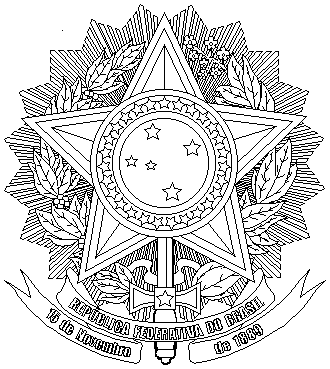 REPÚBLICA FEDERATIVA DO BRASIL
15 de Novembro
de 1889